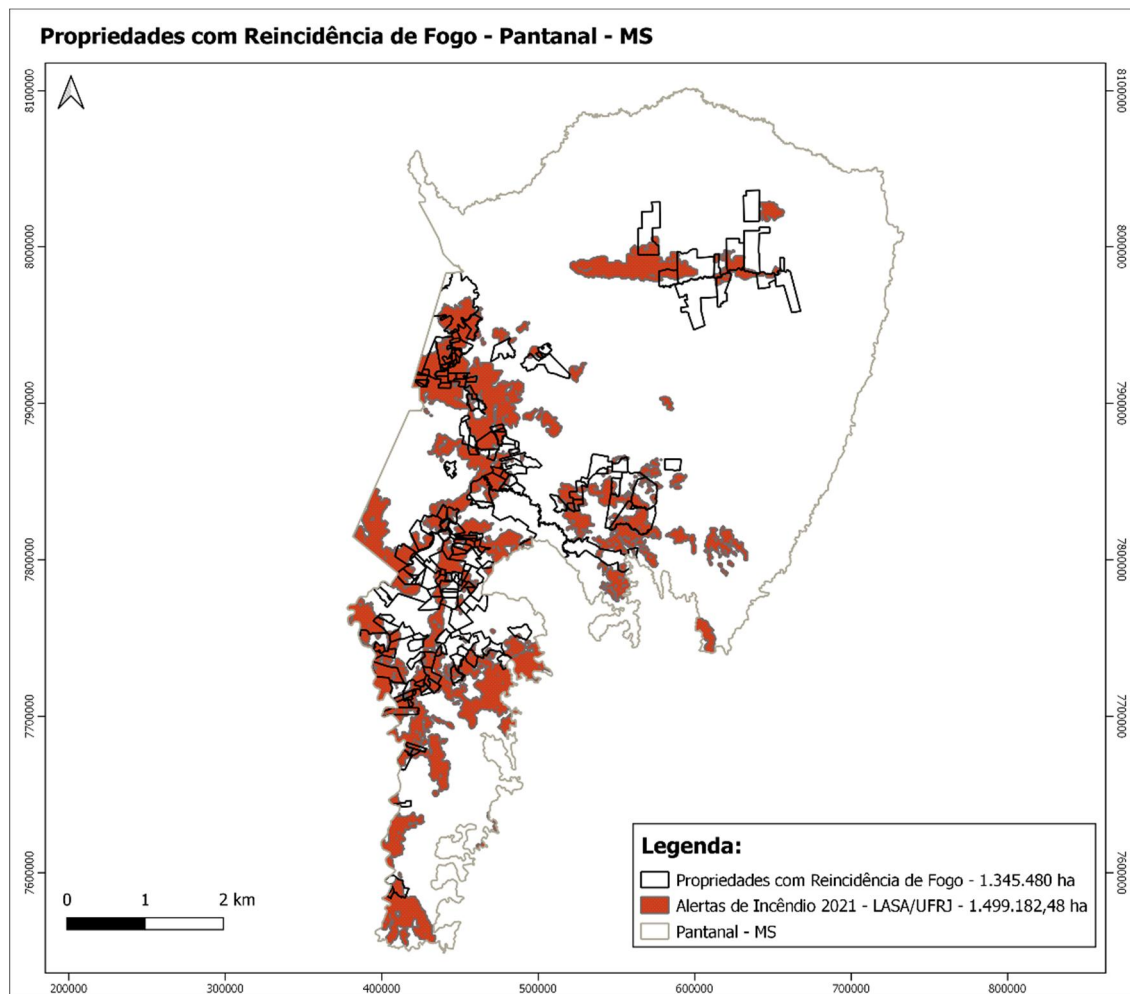 Propriedades com Reincidência de Fogo - Pantanal - MS
8100000
8100000
8000000
8000000
7900000
7900000
7800000
7800000
7700000
7700000
7600000
7600000
0 1 2 km
Legenda:
Propriedades com Reincidência de Fogo - 1.345.480 ha
Alertas de Incêndio 2021 - LASA/UFRJ - 1.499.182,48 ha
Pantanal - MS
200000 300000 400000 500000 600000 700000 800000